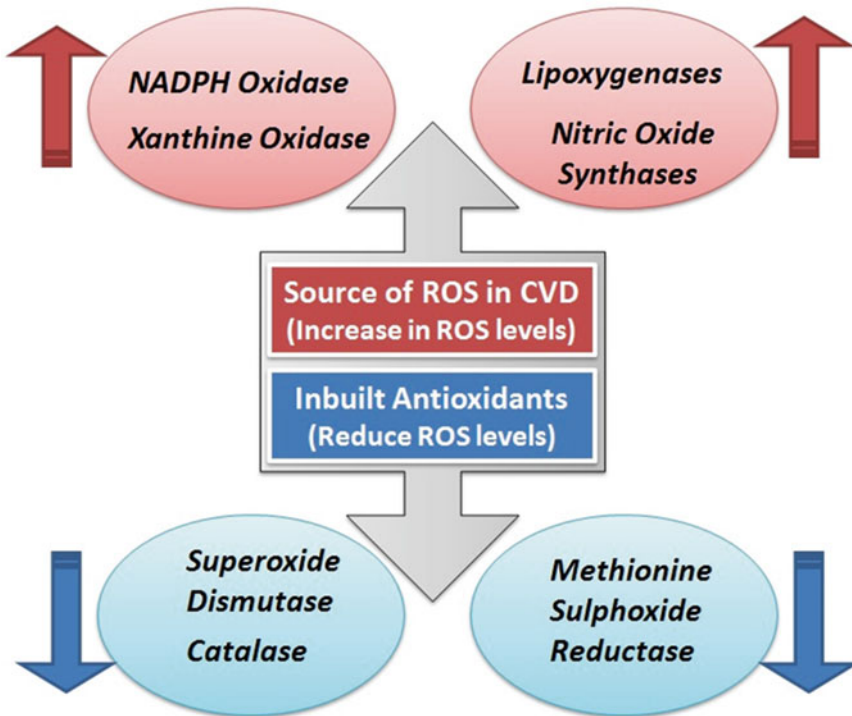 NADPH Oxidase
Xanthine Oxidase
Lipoxygenases
Nitric Oxide
Synthases
Source of ROS in CVD
(Increase in ROS levels)
Inbuilt Antioxidants
(Reduce ROS levels)
Superoxide
Dismutase
Catalase
Methionine
Sulphoxide
Reductase